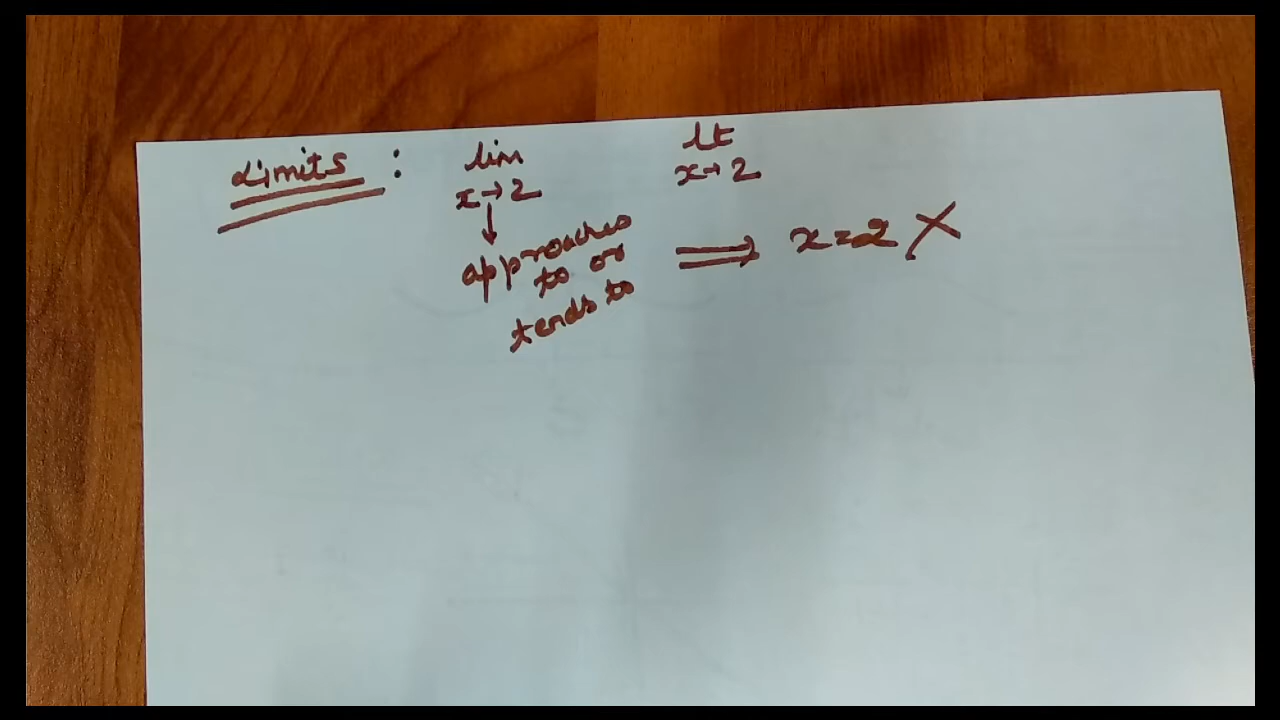 Limits : lim lt
x→2 x→2
↓
approaches
to or
tends to
⟹ x=2 ✗